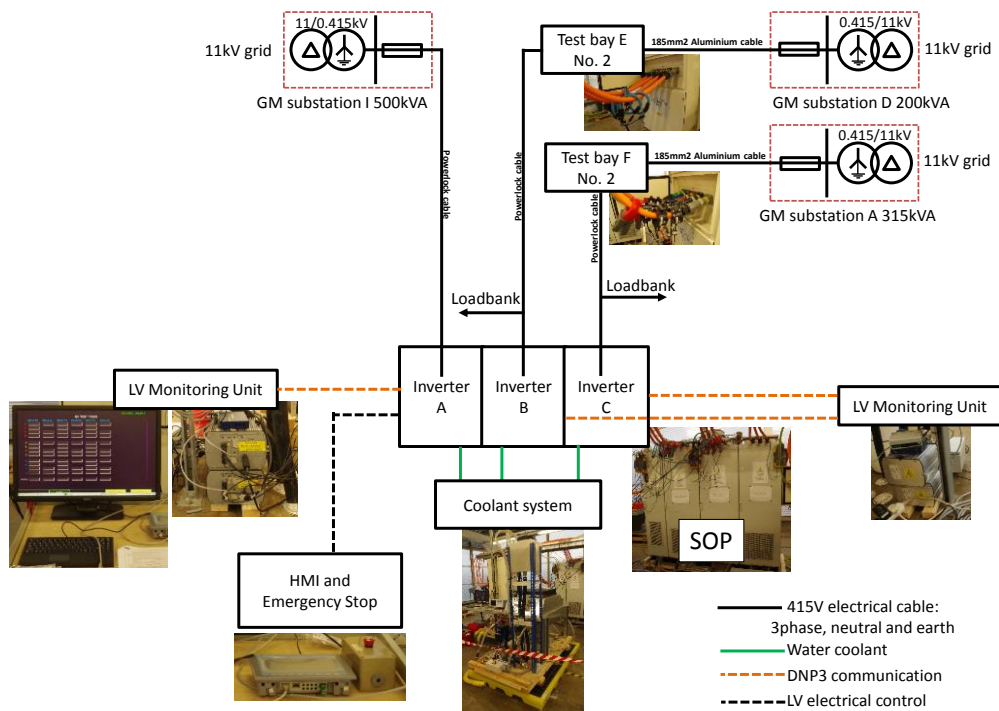 11/0.415kV
11kV grid
GM substation I 500kVA
Test bay E
No. 2
185mm2 Aluminium cable
0.415/11kV
11kV grid
GM substation D 200kVA
Test bay F
No. 2
185mm2 Aluminium cable
0.415/11kV
11kV grid
GM substation A 315kVA
Powerlock cable
Powerlock cable
Powerlock cable
Loadbank
Loadbank
LV Monitoring Unit
Inverter
A
Inverter
B
Inverter
C
LV Monitoring Unit
Coolant system
SOP
HMI and
Emergency Stop
415V electrical cable:
3phase, neutral and earth
Water coolant
DNP3 communication
LV electrical control